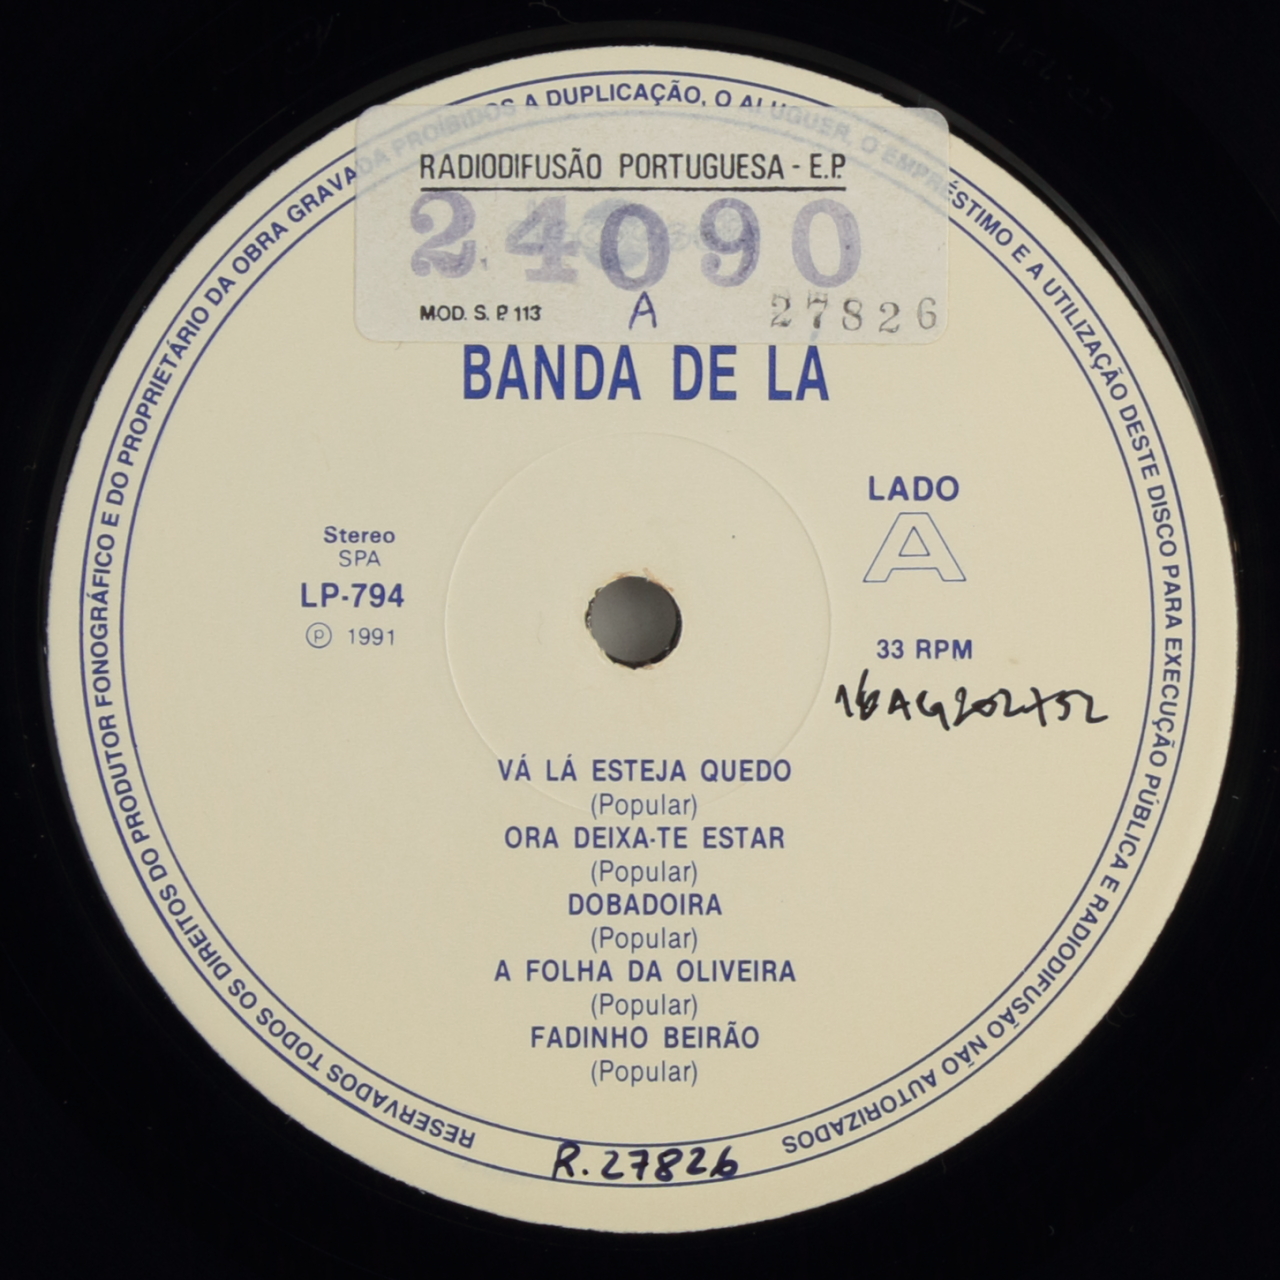 RESERVADOS TODOS OS DIREITOS DO PRODUTOR FONOGRÁFICO E DO PROPRIETÁRIO DA OBRA GRAVADA PROÍBIDOS A DUPLICAÇÃO, O ALUGUER, O EMPRÉSTIMO E A UTILIZAÇÃO DESTE DISCO PARA EXECUÇÃO PÚBLICA E RADIODIFUSÃO NÃO AUTORIZADOS
RADIODIFUSÃO PORTUGUESA - E.P.
24090
MOD. S. P. 113 A 27826
BANDA DE LÁ
LADO
A
Stereo
SPA
LP-794
℗ 1991
33 RPM
VÁ LÁ ESTEJA QUEDO
(Popular)
ORA DEIXA-TE ESTAR
(Popular)
DOBADOIRA
(Popular)
A FOLHA DA OLIVEIRA
(Popular)
FADINHO BEIRÃO
(Popular)
R. 27826